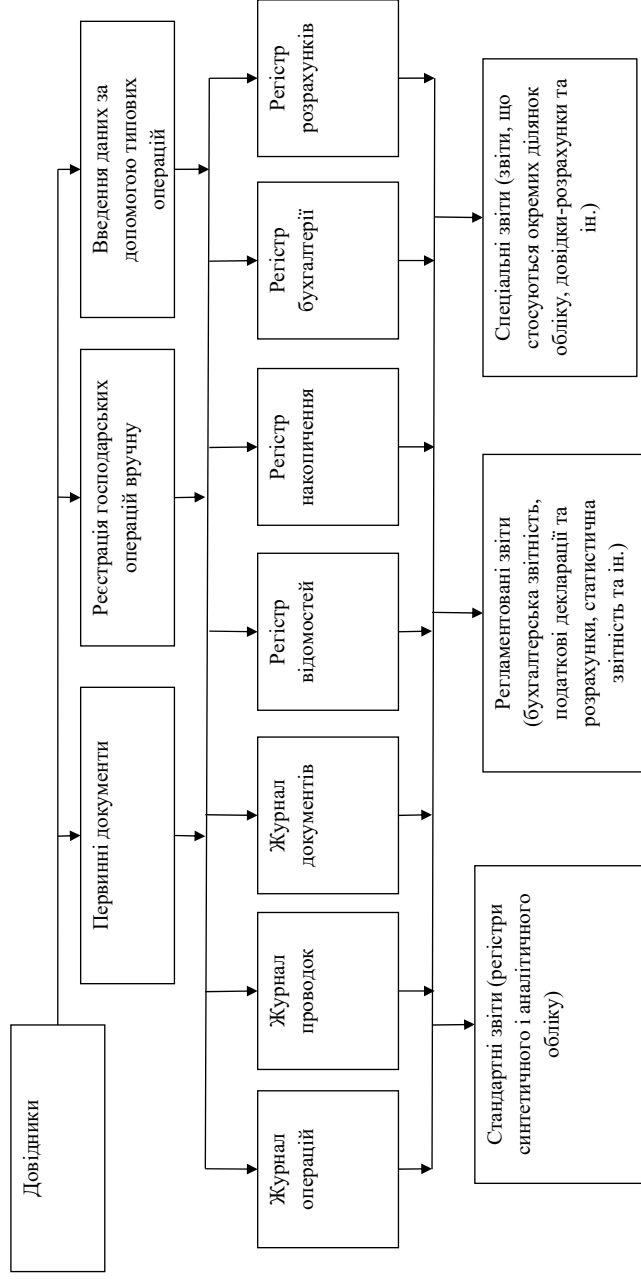 Довідники
Первинні документи
Реєстрація господарських
операцій вручну
Введення даних за
допомогою типових
операцій
Журнал
операцій
Журнал
проводок
Журнал
документів
Регістр
відомостей
Регістр
накопичення
Регістр
бухгалтерії
Регістр
розрахунків
Стандартні звіти (регістри
синтетичного і аналітичного
обліку)
Регламентовані звіти
(бухгалтерська звітність,
податкові декларації та
розрахунки, статистична
звітність та ін.)
Спеціальні звіти (звіти, що
стосуються окремих ділянок
обліку, довідки-розрахунки та
ін.)